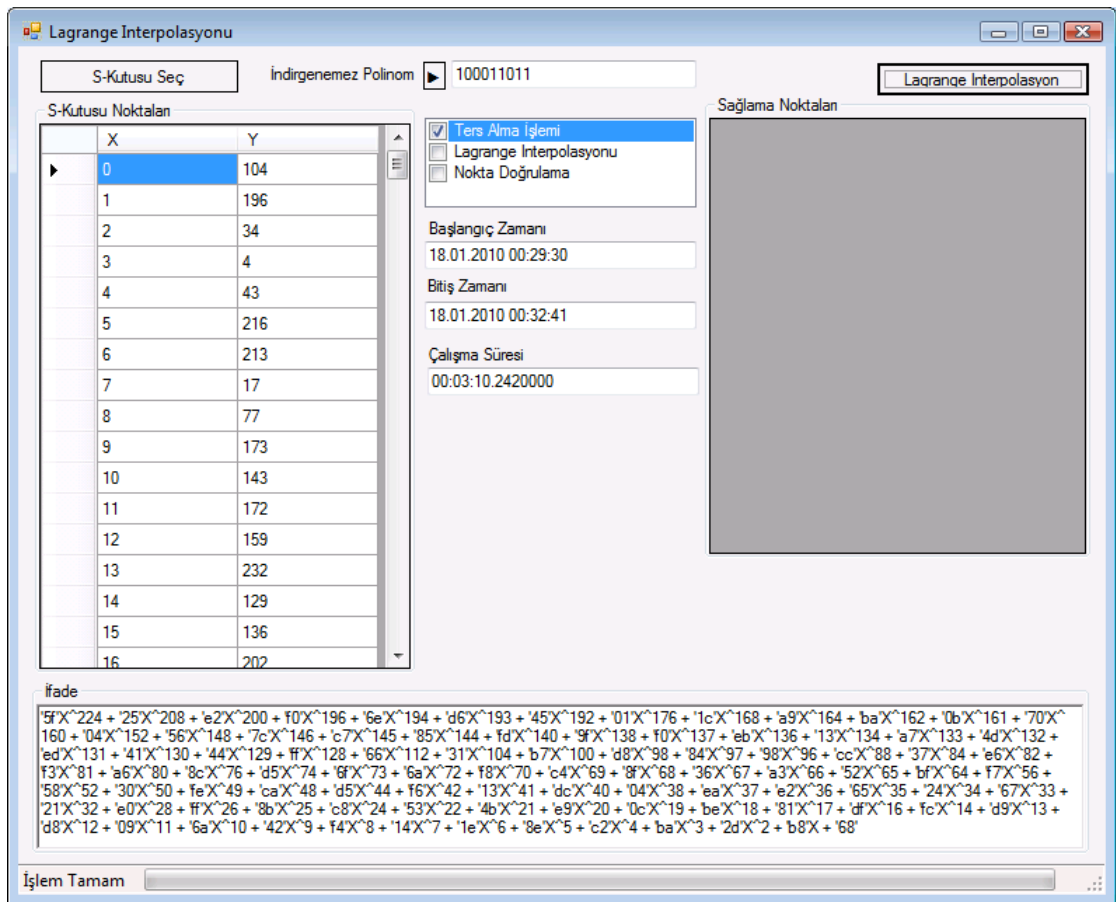 Lagrange Interpolasyonu
S-Kutusu Seç
İndirgenemez Polinom
100011011
Lagrange Interpolasyon
S-Kutusu Noktaları
X Y
0 104
1 196
2 34
3 4
4 43
5 216
6 213
7 17
8 77
9 173
10 143
11 172
12 159
13 232
14 129
15 136
16 202
Ters Alma İşlemi
Lagrange Interpolasyonu
Nokta Doğrulama
Başlangıç Zamanı
18.01.2010 00:29:30
Bitiş Zamanı
18.01.2010 00:32:41
Çalışma Süresi
00:03:10.2420000
Sağlama Noktaları
İfade
'5f'X^224 + '25'X^208 + 'e2'X^200 + 'f0'X^196 + '6e'X^194 + 'd6'X^193 + '45'X^192 + '01'X^176 + '1c'X^168 + 'a9'X^164 + 'ba'X^162 + '0b'X^161 + '70'X^
160 + '04'X^152 + '56'X^148 + '7c'X^146 + 'c7'X^145 + '85'X^144 + 'fd'X^140 + '9f'X^138 + 'f0'X^137 + 'eb'X^136 + '13'X^134 + 'a7'X^133 + '4d'X^132 +
'ed'X^131 + '41'X^130 + '44'X^129 + 'ff'X^128 + '66'X^112 + '31'X^104 + 'b7'X^100 + 'd8'X^98 + '84'X^97 + '98'X^96 + 'cc'X^88 + '37'X^84 + 'e6'X^82 +
'f3'X^81 + 'a6'X^80 + '8c'X^76 + 'd5'X^74 + '6f'X^73 + '6a'X^72 + 'f8'X^70 + 'c4'X^69 + '8f'X^68 + '36'X^67 + 'a3'X^66 + '52'X^65 + 'bf'X^64 + 'f7'X^56 +
'58'X^52 + '30'X^50 + 'fe'X^49 + 'ca'X^48 + 'd5'X^44 + 'f6'X^42 + '13'X^41 + 'dc'X^40 + '04'X^38 + 'ea'X^37 + 'e2'X^36 + '65'X^35 + '24'X^34 + '67'X^33 +
'21'X^32 + 'e0'X^28 + 'ff'X^26 + '8b'X^25 + 'c8'X^24 + '53'X^22 + '4b'X^21 + 'e9'X^20 + '0c'X^19 + 'be'X^18 + '81'X^17 + 'df'X^16 + 'fc'X^14 + 'd9'X^13 +
'd8'X^12 + '09'X^11 + '6a'X^10 + '42'X^9 + 'f4'X^8 + '14'X^7 + '1e'X^6 + '8e'X^5 + 'c2'X^4 + 'ba'X^3 + '2d'X^2 + 'b8'X + '68'
İşlem Tamam